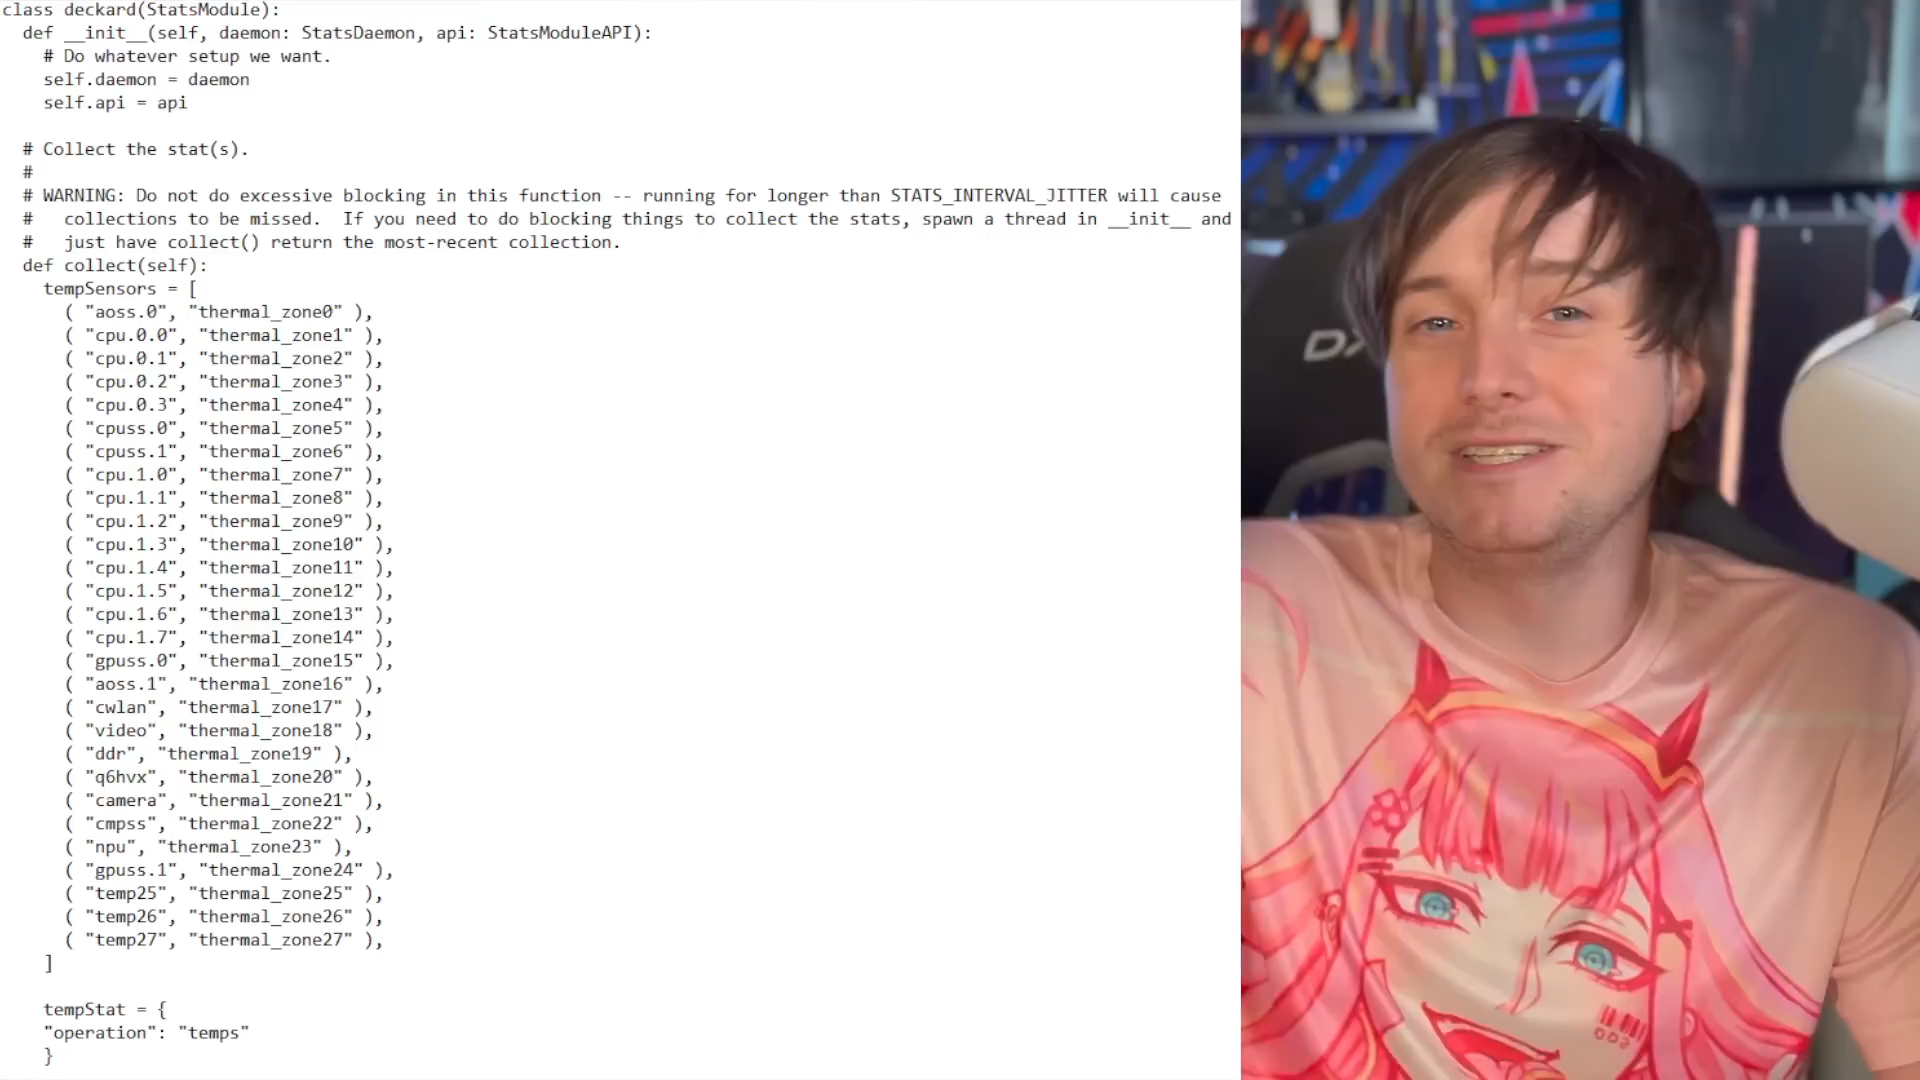 class deckard(StatsModule):
  def __init__(self, daemon: StatsDaemon, api: StatsModuleAPI):
    # Do whatever setup we want.
    self.daemon = daemon
    self.api = api
  # Collect the stat(s).
  #
  # WARNING: Do not do excessive blocking in this function -- running for longer than STATS_INTERVAL_JITTER will cause
  #   collections to be missed.  If you need to do blocking things to collect the stats, spawn a thread in __init__ and
  #   just have collect() return the most-recent collection.
  def collect(self):
    tempSensors = [
      ( "aoss.0", "thermal_zone0" ),
      ( "cpu.0.0", "thermal_zone1" ),
      ( "cpu.0.1", "thermal_zone2" ),
      ( "cpu.0.2", "thermal_zone3" ),
      ( "cpu.0.3", "thermal_zone4" ),
      ( "cpuss.0", "thermal_zone5" ),
      ( "cpuss.1", "thermal_zone6" ),
      ( "cpu.1.0", "thermal_zone7" ),
      ( "cpu.1.1", "thermal_zone8" ),
      ( "cpu.1.2", "thermal_zone9" ),
      ( "cpu.1.3", "thermal_zone10" ),
      ( "cpu.1.4", "thermal_zone11" ),
      ( "cpu.1.5", "thermal_zone12" ),
      ( "cpu.1.6", "thermal_zone13" ),
      ( "cpu.1.7", "thermal_zone14" ),
      ( "gpuss.0", "thermal_zone15" ),
      ( "aoss.1", "thermal_zone16" ),
      ( "cwlan", "thermal_zone17" ),
      ( "video", "thermal_zone18" ),
      ( "ddr", "thermal_zone19" ),
      ( "q6hvx", "thermal_zone20" ),
      ( "camera", "thermal_zone21" ),
      ( "cmpss", "thermal_zone22" ),
      ( "npu", "thermal_zone23" ),
      ( "gpuss.1", "thermal_zone24" ),
      ( "temp25", "thermal_zone25" ),
      ( "temp26", "thermal_zone26" ),
      ( "temp27", "thermal_zone27" ),
    ]
    tempStat = {
    "operation": "temps"
    }